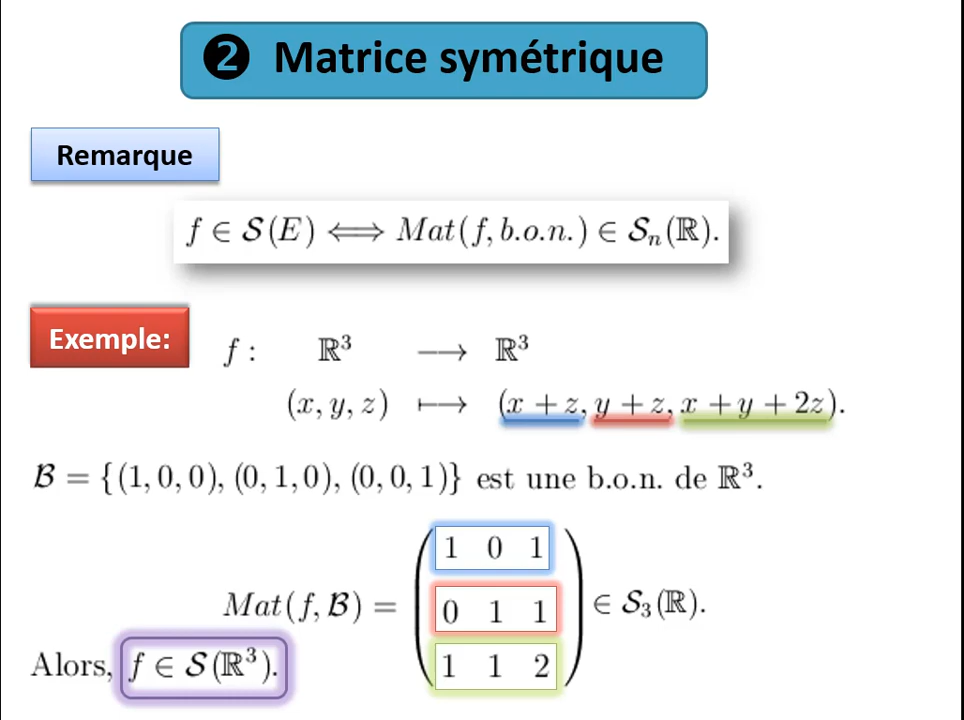 ❷ Matrice symétrique
Remarque
f ∈ 𝒮(E) ⟺ Mat(f, b.o.n.) ∈ 𝒮ₙ(ℝ).
Exemple:
f : ℝ³ ⟶ ℝ³
(x, y, z) ⟼ (x + z, y + z, x + y + 2z).
ℬ = {(1, 0, 0), (0, 1, 0), (0, 0, 1)} est une b.o.n. de ℝ³.
1 0 1
Mat(f, ℬ) = ( 0 1 1 ) ∈ 𝒮₃(ℝ).
1 1 2
Alors, f ∈ 𝒮(ℝ³).